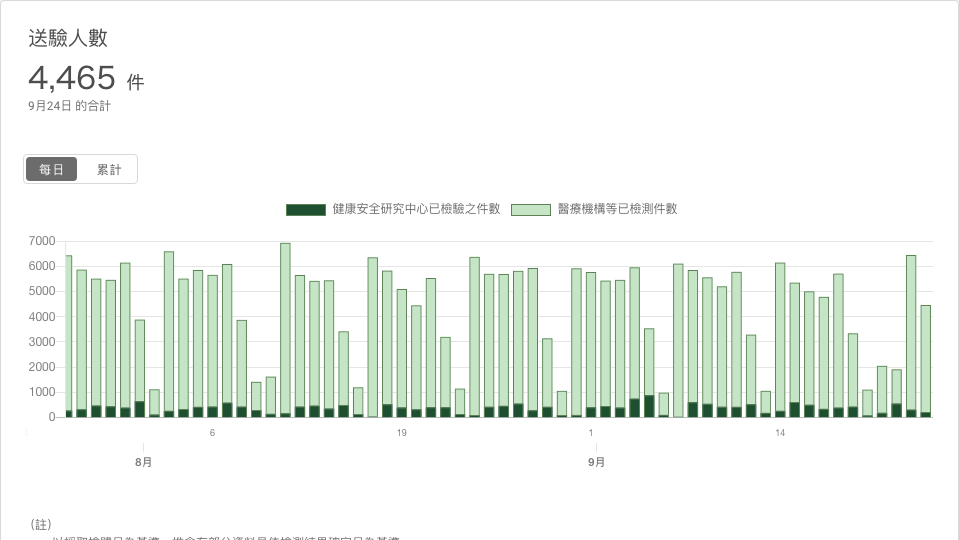 送驗人數
4,465 件
9月24日 的合計
每日 累計
健康安全研究中心已檢驗之件數 醫療機構等已檢測件數
7000
6000
5000
4000
3000
2000
1000
0
6 19 1 14
8月 9月
（註）